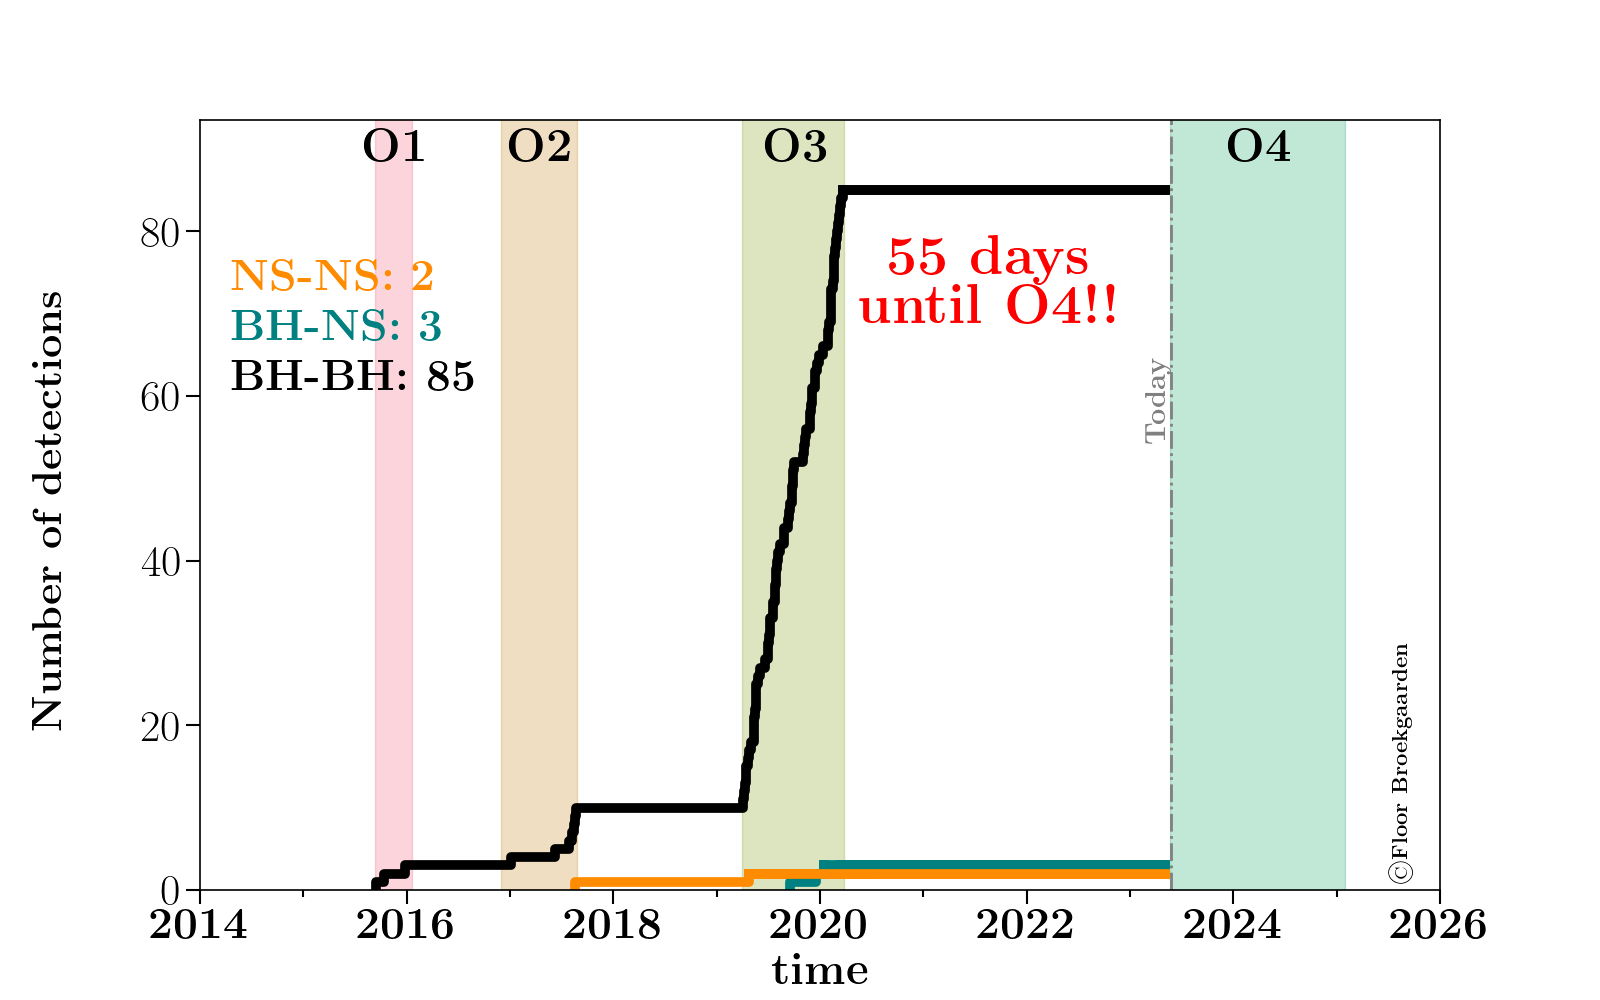 O1
O2
O3
O4
NS-NS: 2
BH-NS: 3
BH-BH: 85
55 days
until O4!!
Today
©Floor Broekgaarden
Number of detections
80
60
40
20
0
2014
2016
2018
2020
2022
2024
2026
time